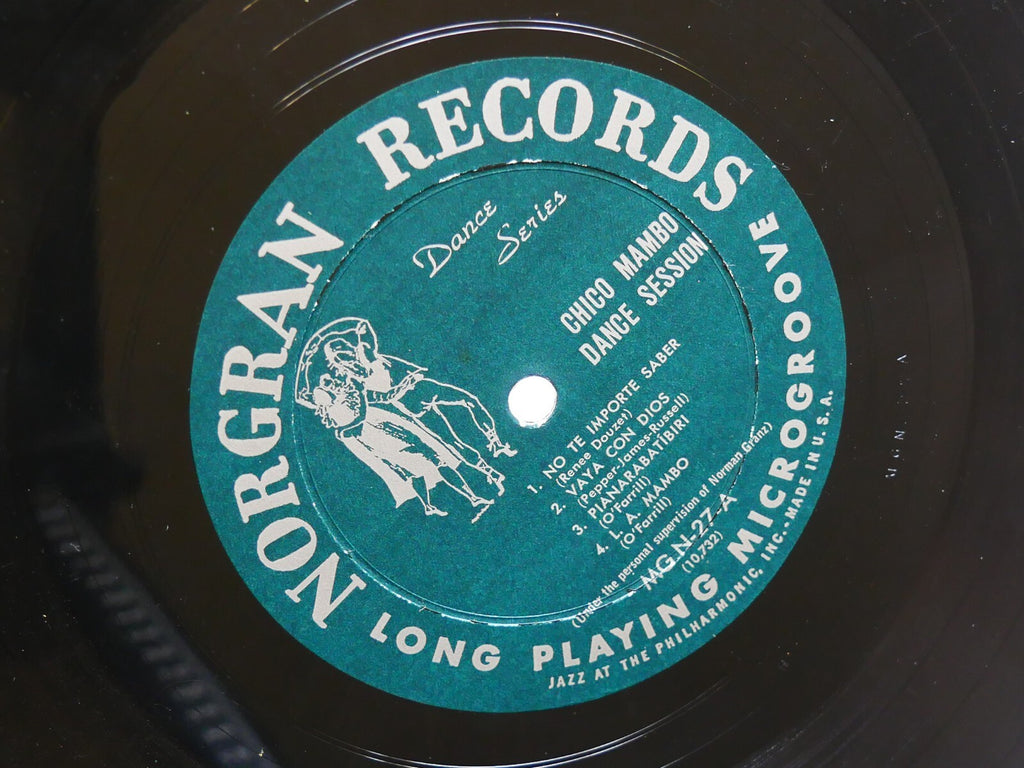 NORGRAN RECORDS
Dance
Series
CHICO MAMBO
DANCE SESSION
1. NO TE IMPORTE SABER
(Renee Douzet)
2. VAYA CON DIOS
(Pepper-James-Russell)
3. PIANARABATIBIRI
(O'Farrill)
4. L. A. MAMBO
(O'Farrill)
(Under the personal supervision of Norman Granz)
MGN-27-A
(10,732)
LONG PLAYING MICROGROOVE
JAZZ AT THE PHILHARMONIC, INC.-MADE IN U. S. A.
MGN
A